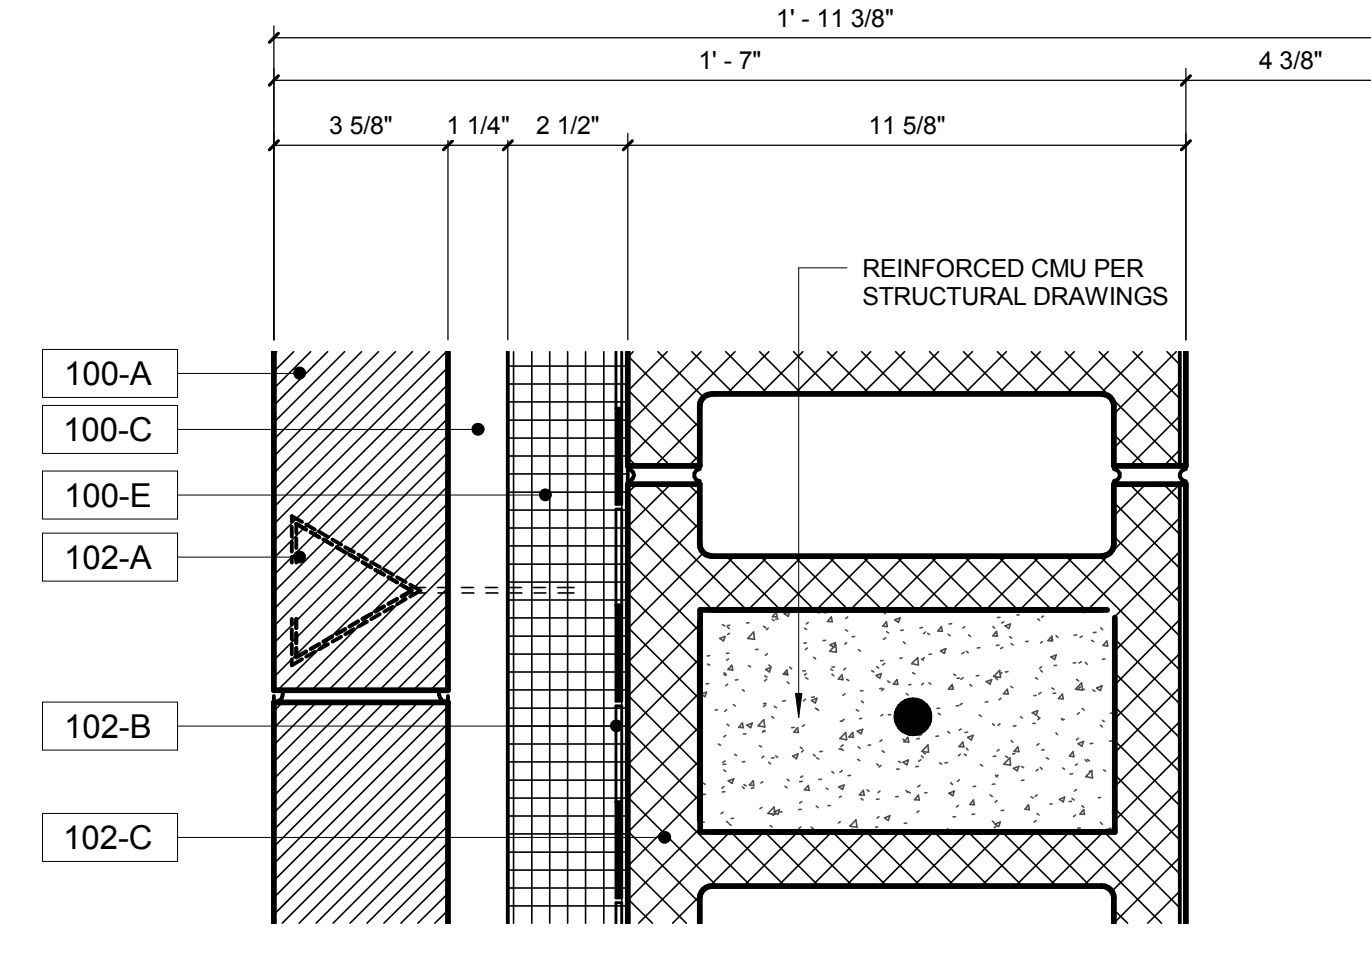 1' - 11 3/8"
1' - 7"
4 3/8"
3 5/8"
1 1/4"
2 1/2"
11 5/8"
REINFORCED CMU PER
STRUCTURAL DRAWINGS
100-A
100-C
100-E
102-A
102-B
102-C